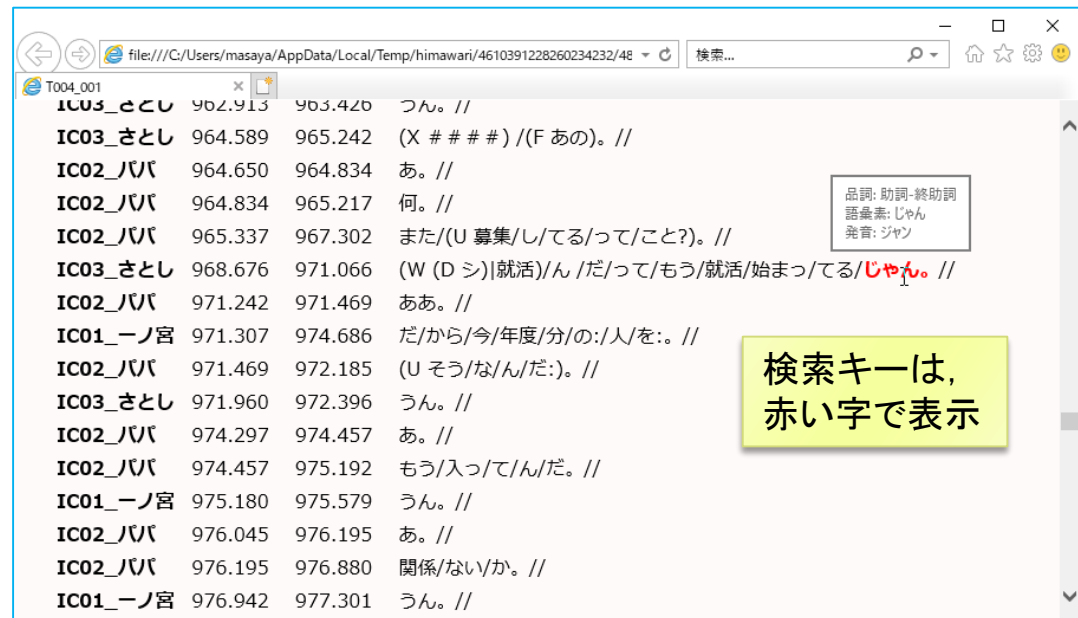 file:///C:/Users/masaya/AppData/Local/Temp/himawari/4610391228260234232/48
検索...
T004_001
IC03_さとし 962.913 963.426 うん。//
IC03_さとし 964.589 965.242 (X ####) /(F あの)。//
IC02_パパ 964.650 964.834 あ。//
IC02_パパ 964.834 965.217 何。//
IC02_パパ 965.337 967.302 また/(U 募集/し/てる/って/こと?)。//
品詞: 助詞-終助詞
語彙素: じゃん
発音: ジャン
IC03_さとし 968.676 971.066 (W (D シ)|就活)/ん /だ/って/もう/就活/始まっ/てる/じゃん。//
IC02_パパ 971.242 971.469 ああ。//
IC01_一ノ宮 971.307 974.686 だ/から/今/年度/分/の:/人/を:。//
IC02_パパ 971.469 972.185 (U そう/な/ん/だ:)。//
IC03_さとし 971.960 972.396 うん。//
IC02_パパ 974.297 974.457 あ。//
IC02_パパ 974.457 975.192 もう/入っ/て/ん/だ。//
IC01_一ノ宮 975.180 975.579 うん。//
IC02_パパ 976.045 976.195 あ。//
IC02_パパ 976.195 976.880 関係/ない/か。//
IC01_一ノ宮 976.942 977.301 うん。//
検索キーは,
赤い字で表示